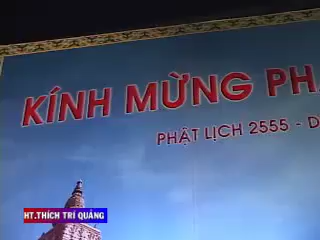 KÍNH MỪNG PH
PHẬT LỊCH 2555 - D
HT.THÍCH TRÍ QUẢNG